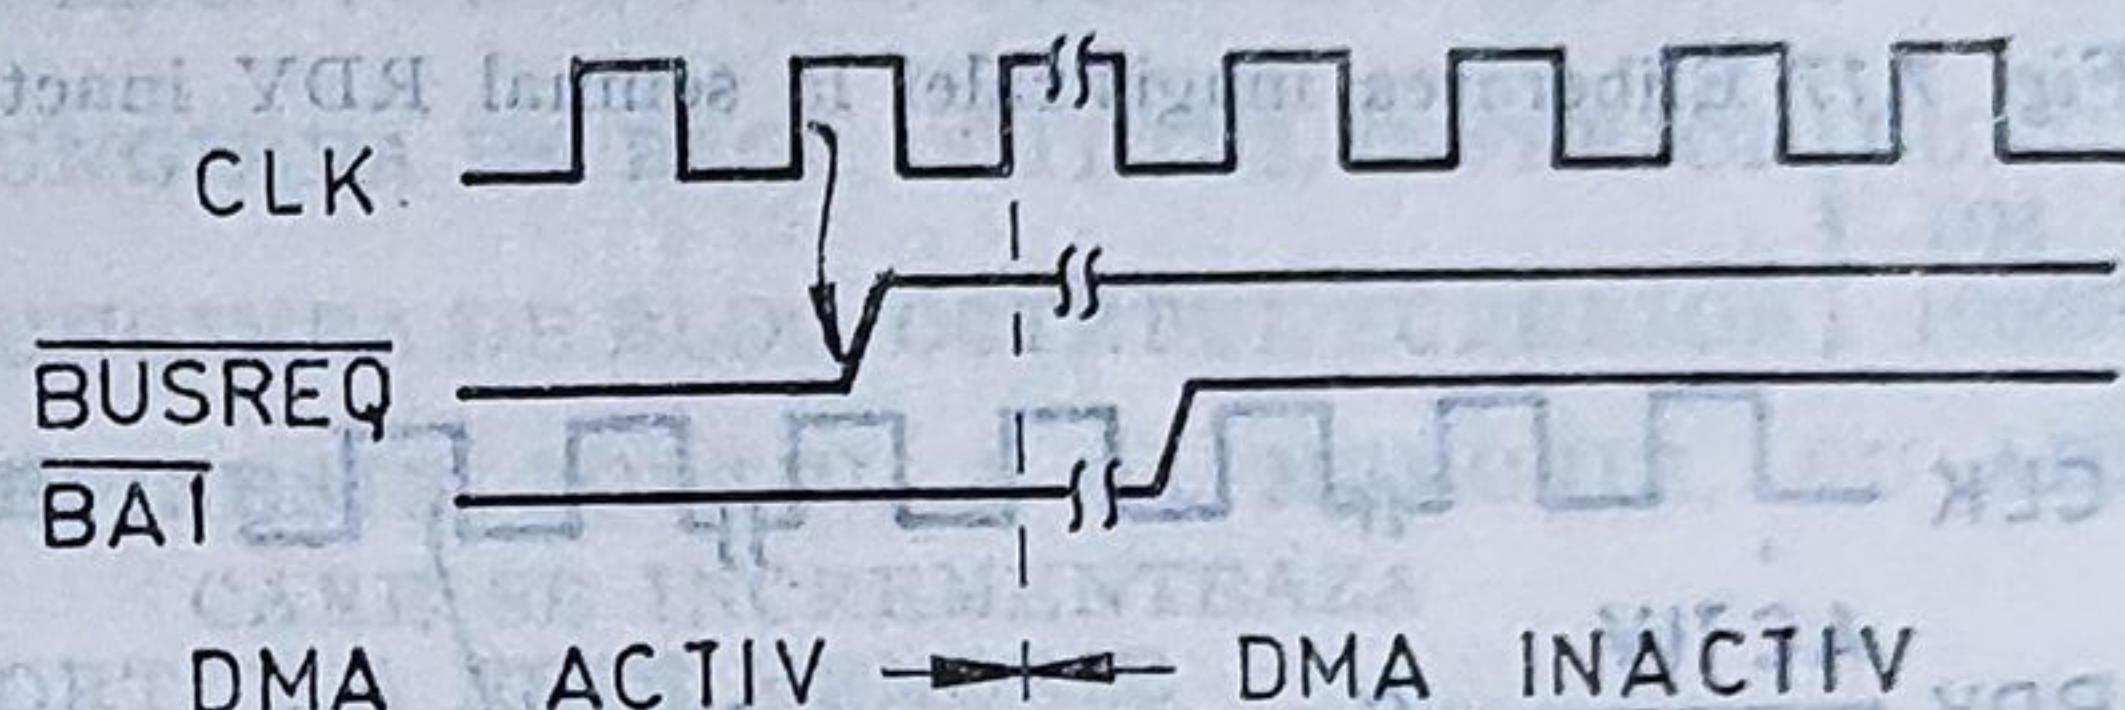 CLK
BUSREQ
BAI
DMA ACTIV DMA INACTIV